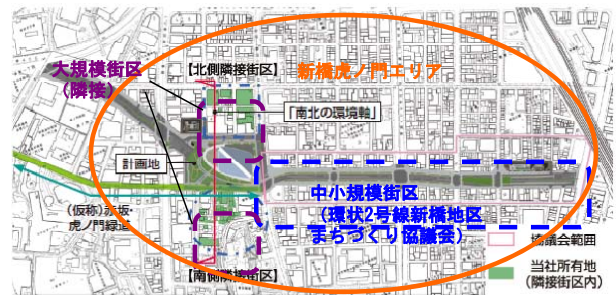 【北側隣接街区】
新橋虎ノ門エリア
大規模街区
(隣接)
「南北の環境軸」
計画地
(仮称)赤坂・
虎ノ門緑道
中小規模街区
(環状2号線新橋地区
まちづくり協議会)
【南側隣接街区】
協議会範囲
当社所有地
(隣接街区内)